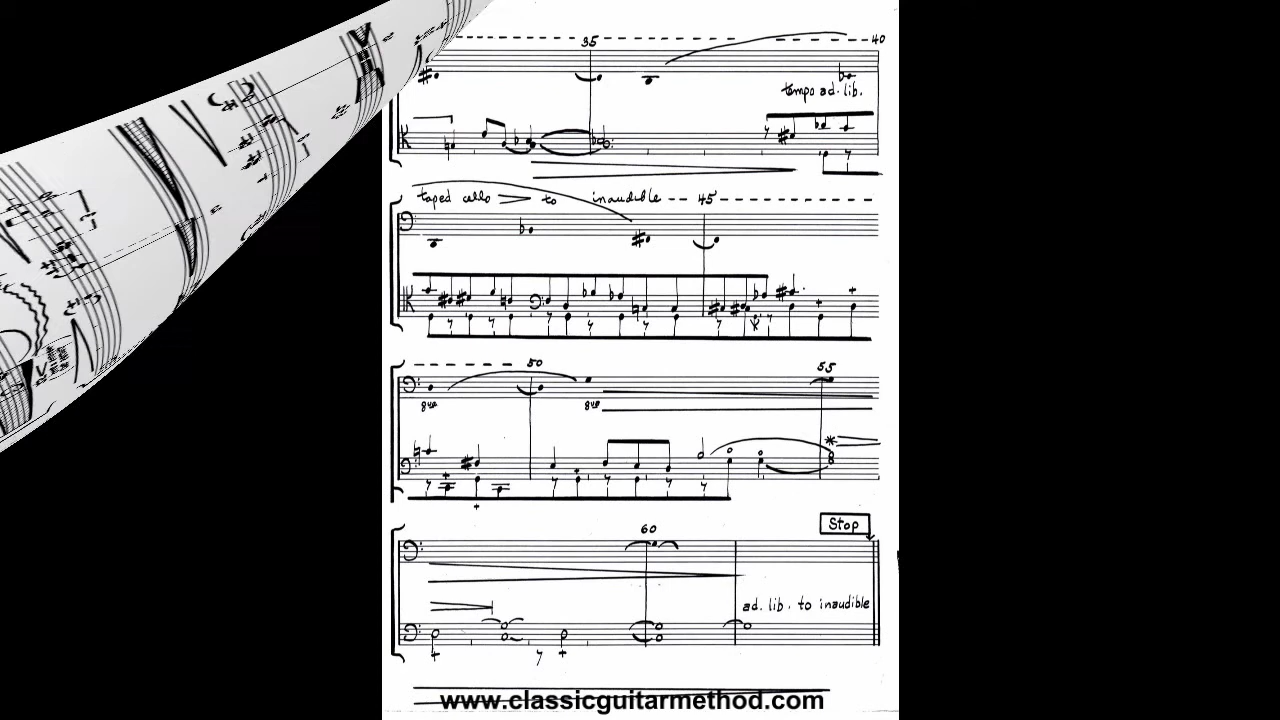 35 40
tempo ad. lib.
taped cello > to inaudible -- 45
50 55
8va 8va
60
Stop
ad. lib. to inaudible
www.classicguitarmethod.com